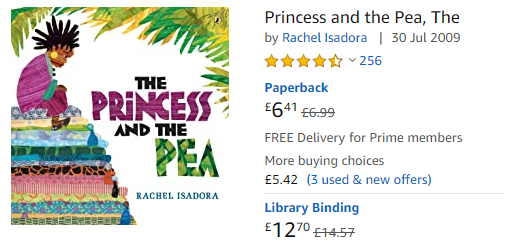 THE
PRINCESS
AND THE
PEA
RACHEL ISADORA
Princess and the Pea, The
by Rachel Isadora | 30 Jul 2009
256
Paperback
£6.41 £6.99
FREE Delivery for Prime members
More buying choices
£5.42 (3 used & new offers)
Library Binding
£12.70 £14.57